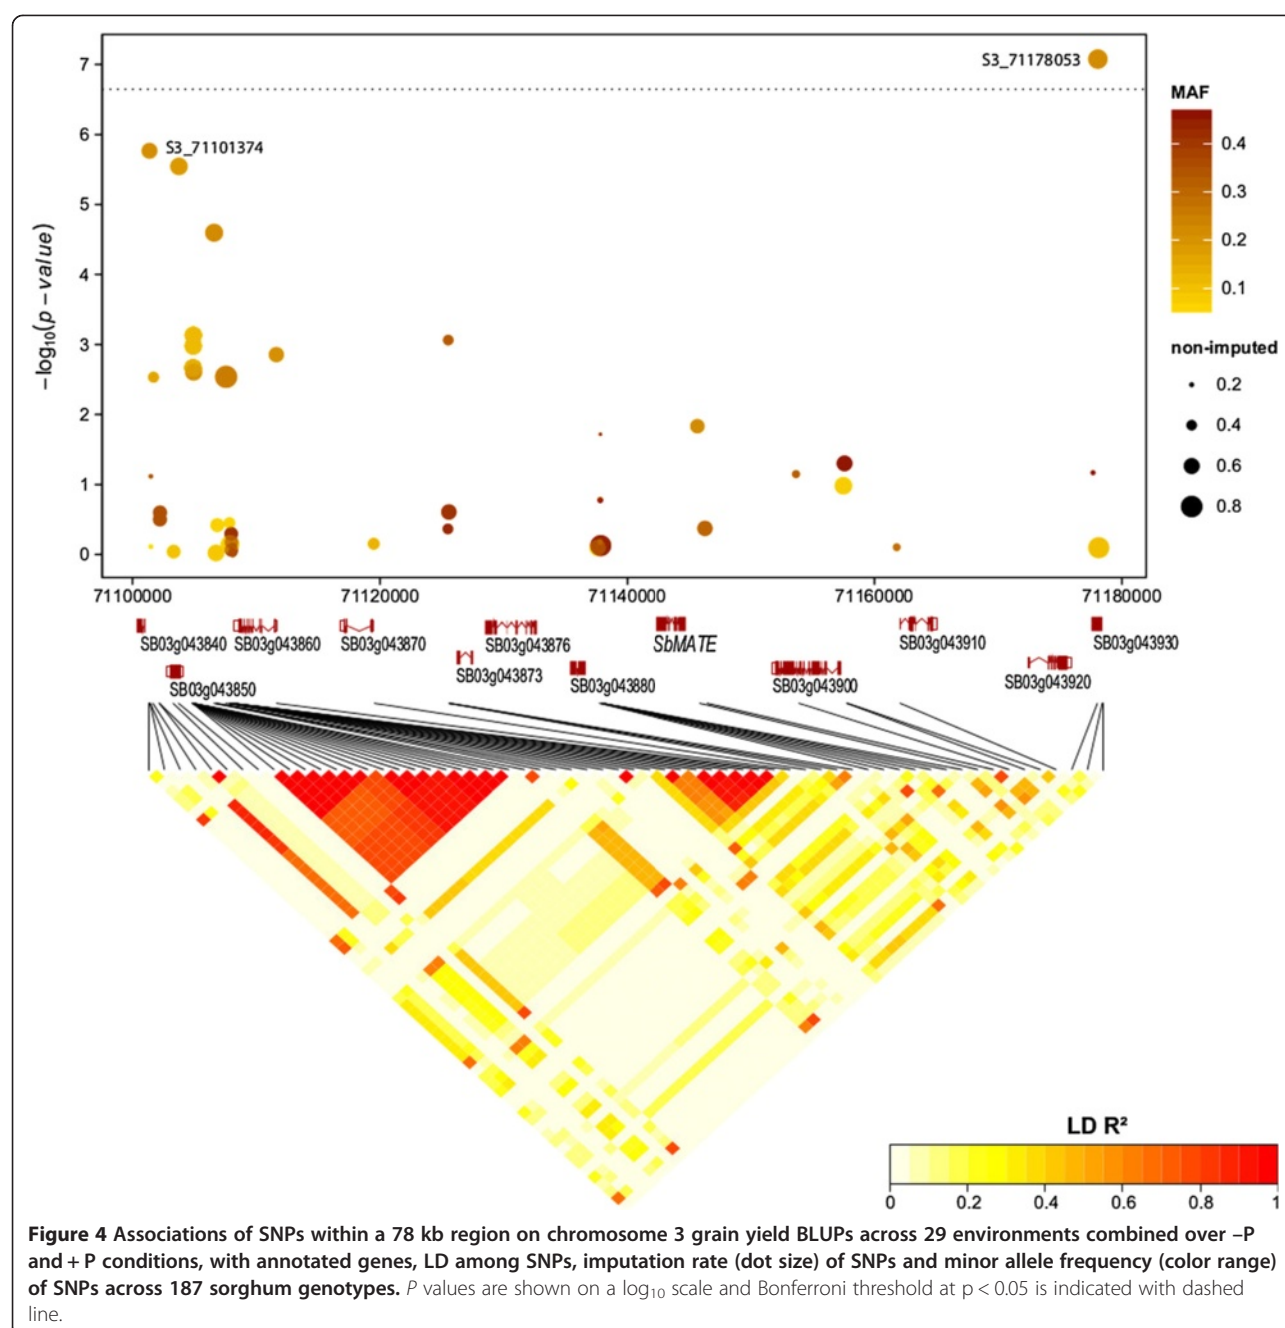 7
6
5
4
3
2
1
0
−log10(p − value)
S3_71178053
S3_71101374
MAF
0.4
0.3
0.2
0.1
non-imputed
0.2
0.4
0.6
0.8
71100000 71120000 71140000 71160000 71180000
SB03g043840 SB03g043860 SB03g043870 SB03g043876 SbMATE SB03g043910 SB03g043930
SB03g043850 SB03g043873 SB03g043880 SB03g043900 SB03g043920
LD R²
0 0.2 0.4 0.6 0.8 1
Figure 4 Associations of SNPs within a 78 kb region on chromosome 3 grain yield BLUPs across 29 environments combined over –P
and + P conditions, with annotated genes, LD among SNPs, imputation rate (dot size) of SNPs and minor allele frequency (color range)
of SNPs across 187 sorghum genotypes. P values are shown on a log10 scale and Bonferroni threshold at p < 0.05 is indicated with dashed
line.